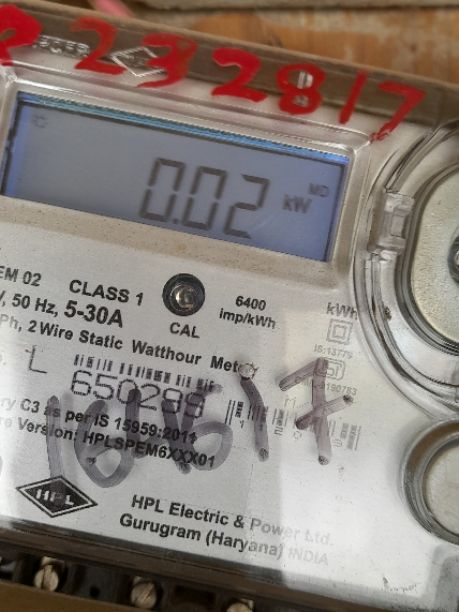 2232817
MD
0.02 kW
EM 02 CLASS 1
6400
imp/kWh
kWh
V, 50 Hz, 5-30A
CAL
Ph, 2 Wire Static Watthour Meter
IS:13779
L
650289
C3 as per IS 15959:2011
Version: HPLSPEM6XXX01
HPL
HPL Electric & Power Ltd.
Gurugram (Haryana) INDIA